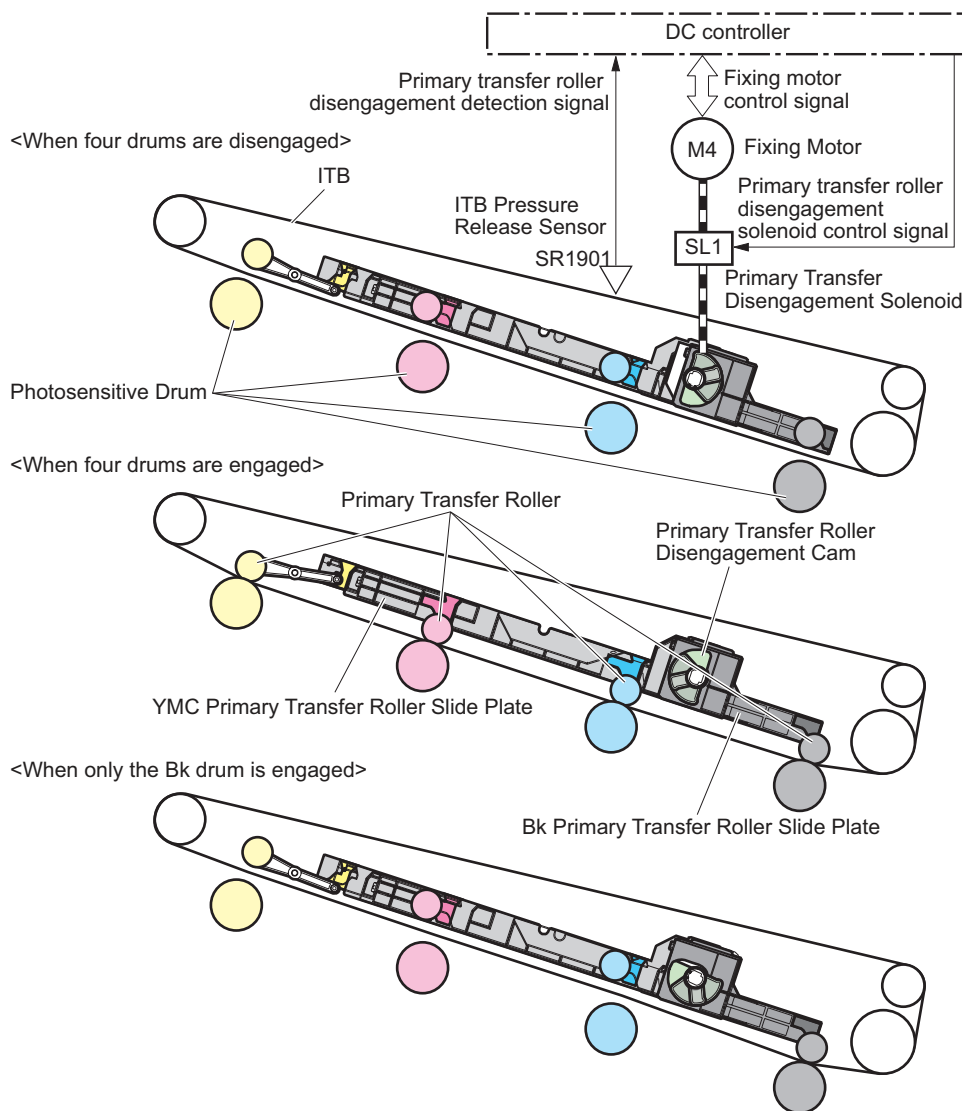 DC controller
Primary transfer roller
disengagement detection signal
Fixing motor
control signal
<When four drums are disengaged>
M4
Fixing Motor
ITB
ITB Pressure
Release Sensor
SR1901
Primary transfer roller
disengagement
solenoid control signal
SL1
Primary Transfer
Disengagement Solenoid
Photosensitive Drum
<When four drums are engaged>
Primary Transfer Roller
Primary Transfer Roller
Disengagement Cam
YMC Primary Transfer Roller Slide Plate
<When only the Bk drum is engaged>
Bk Primary Transfer Roller Slide Plate